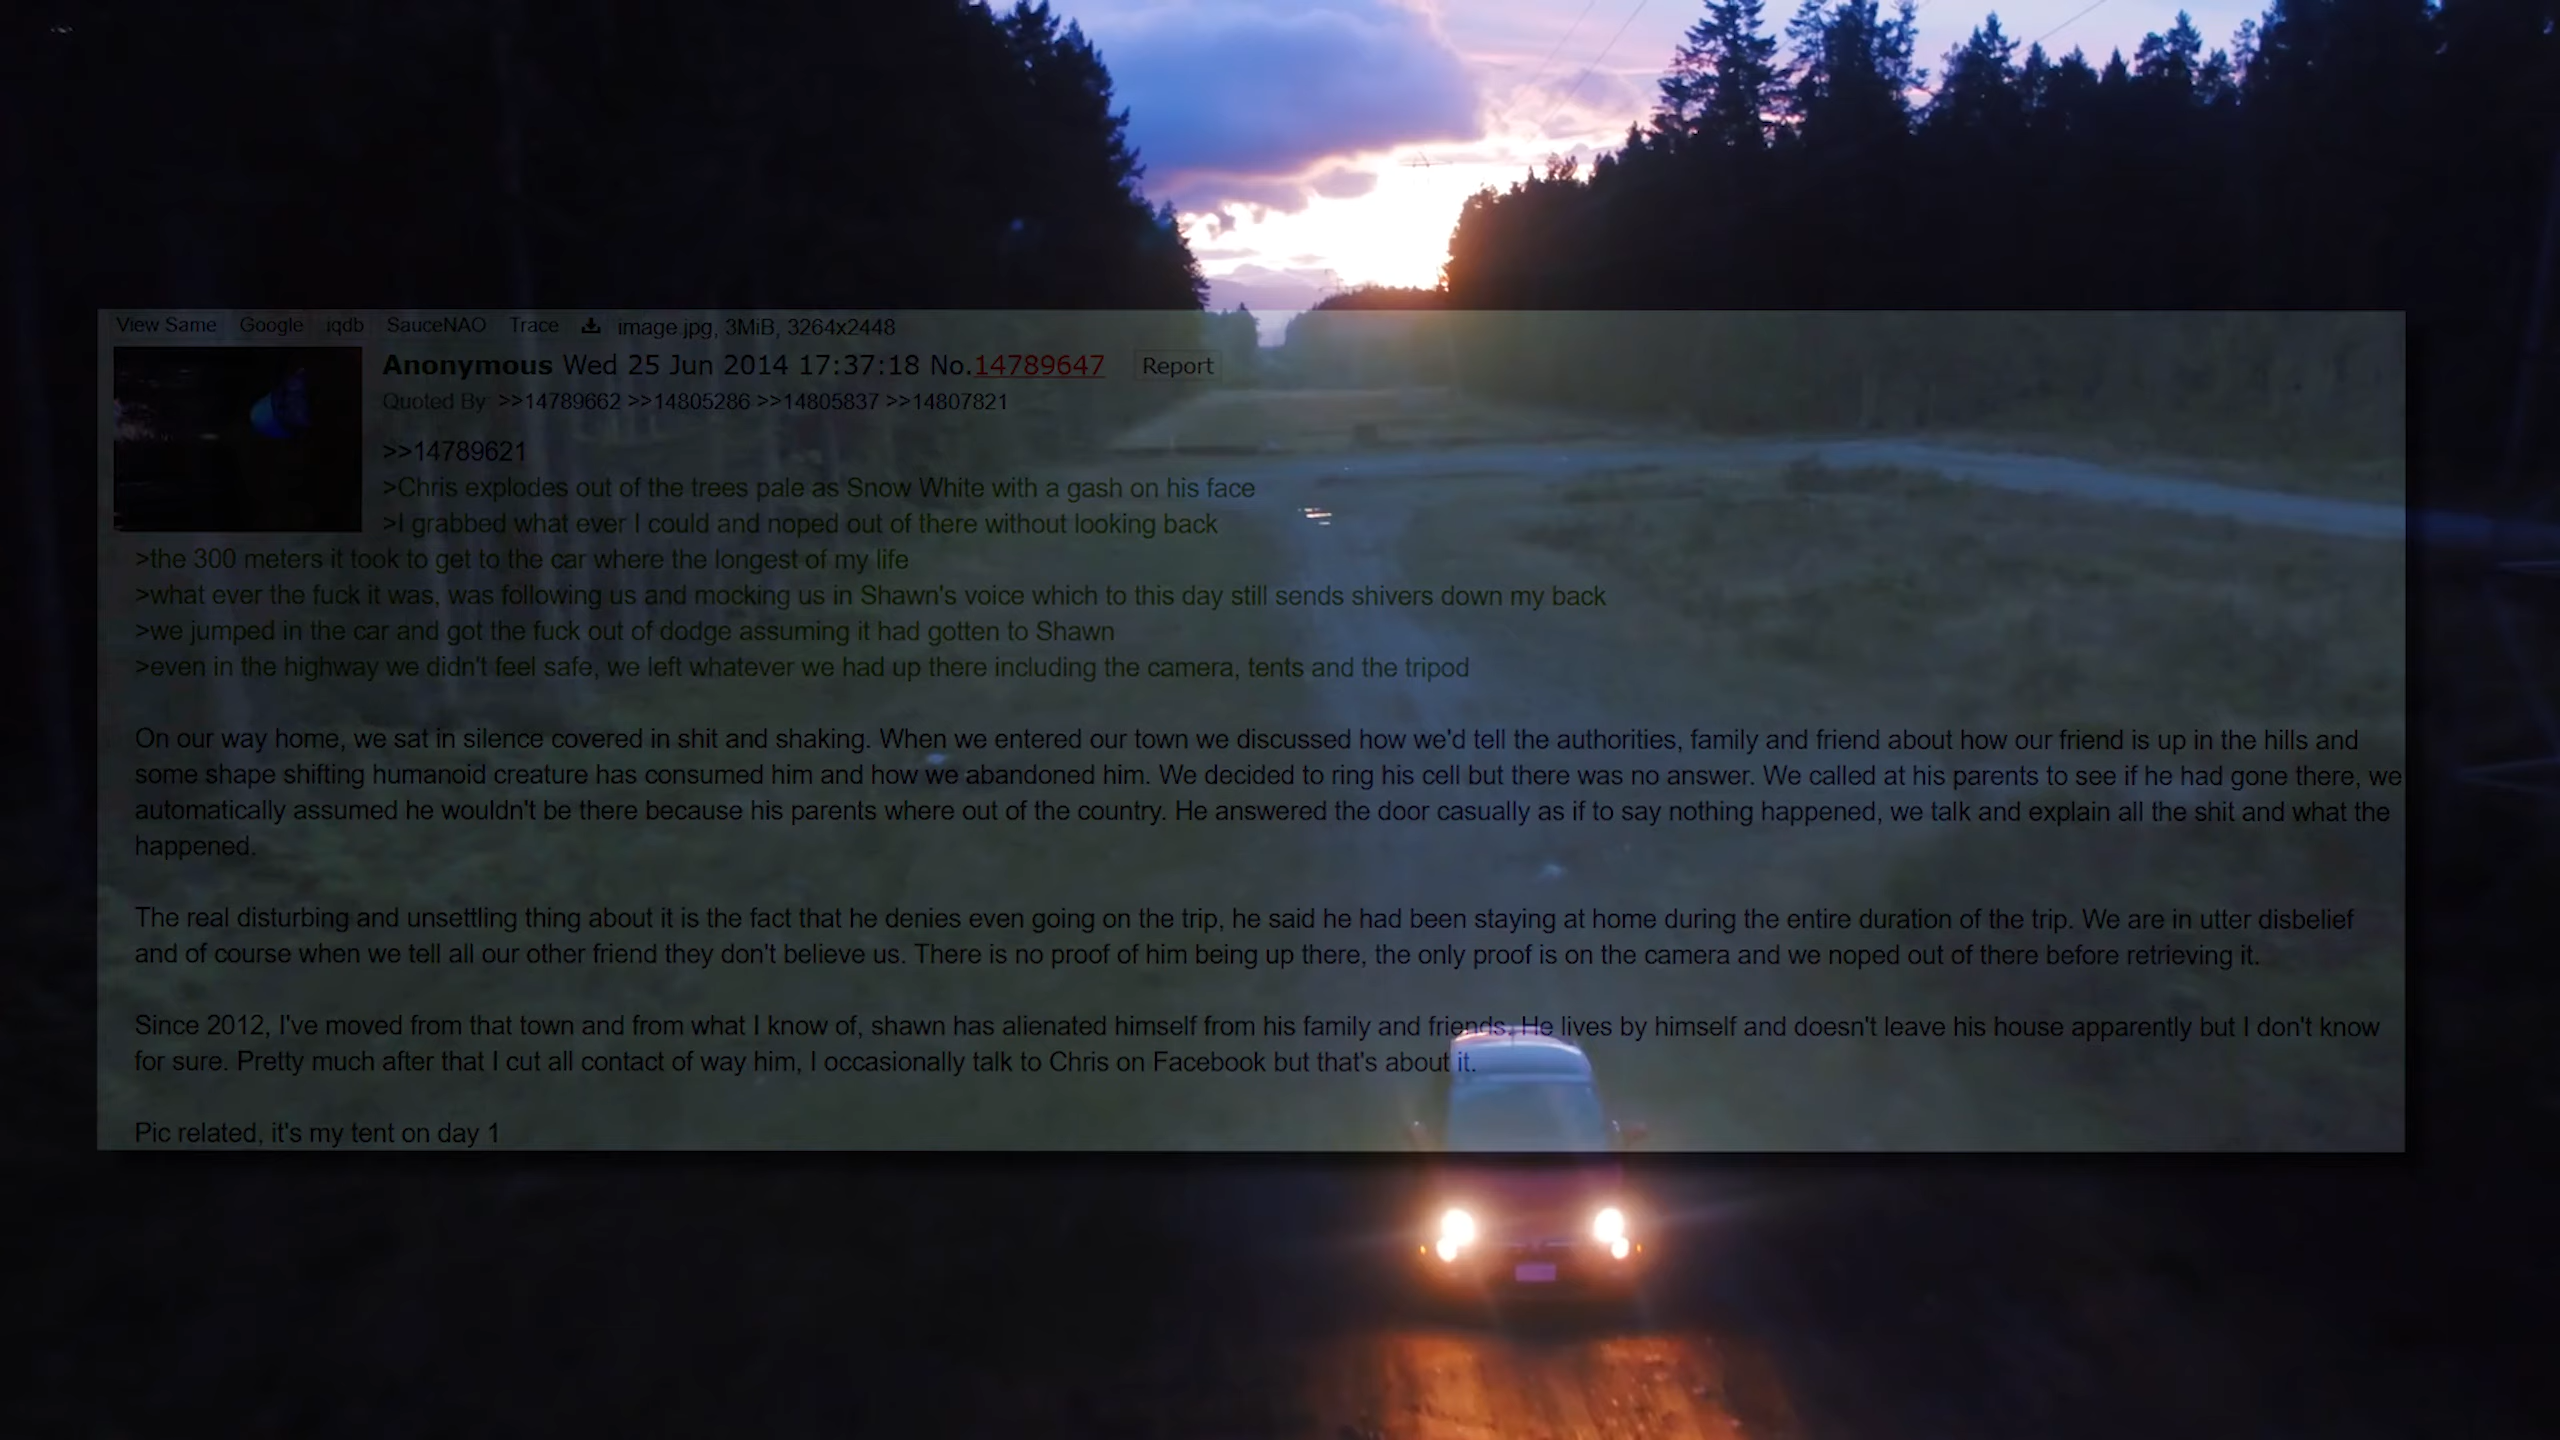 View Same Google iqdb SauceNAO Trace image.jpg, 3MiB, 3264x2448
Anonymous Wed 25 Jun 2014 17:37:18 No.14789647 Report
Quoted By: >>14789662 >>14805286 >>14805837 >>14807821
>>14789621
>Chris explodes out of the trees pale as Snow White with a gash on his face
>I grabbed what ever I could and noped out of there without looking back
>the 300 meters it took to get to the car where the longest of my life
>what ever the fuck it was, was following us and mocking us in Shawn's voice which to this day still sends shivers down my back
>we jumped in the car and got the fuck out of dodge assuming it had gotten to Shawn
>even in the highway we didn't feel safe, we left whatever we had up there including the camera, tents and the tripod
On our way home, we sat in silence covered in shit and shaking. When we entered our town we discussed how we'd tell the authorities, family and friend about how our friend is up in the hills and
some shape shifting humanoid creature has consumed him and how we abandoned him. We decided to ring his cell but there was no answer. We called at his parents to see if he had gone there, we
automatically assumed he wouldn't be there because his parents where out of the country. He answered the door casually as if to say nothing happened, we talk and explain all the shit and what the
happened.
The real disturbing and unsettling thing about it is the fact that he denies even going on the trip, he said he had been staying at home during the entire duration of the trip. We are in utter disbelief
and of course when we tell all our other friend they don't believe us. There is no proof of him being up there, the only proof is on the camera and we noped out of there before retrieving it.
Since 2012, I've moved from that town and from what I know of, shawn has alienated himself from his family and friends. He lives by himself and doesn't leave his house apparently but I don't know
for sure. Pretty much after that I cut all contact of way him, I occasionally talk to Chris on Facebook but that's about it.
Pic related, it's my tent on day 1